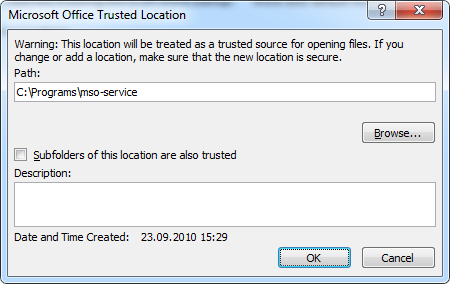 Microsoft Office Trusted Location
Warning: This location will be treated as a trusted source for opening files. If you
change or add a location, make sure that the new location is secure.
Path:
C:\Programs\mso-service
Browse...
Subfolders of this location are also trusted
Description:
Date and Time Created: 23.09.2010 15:29
OK Cancel